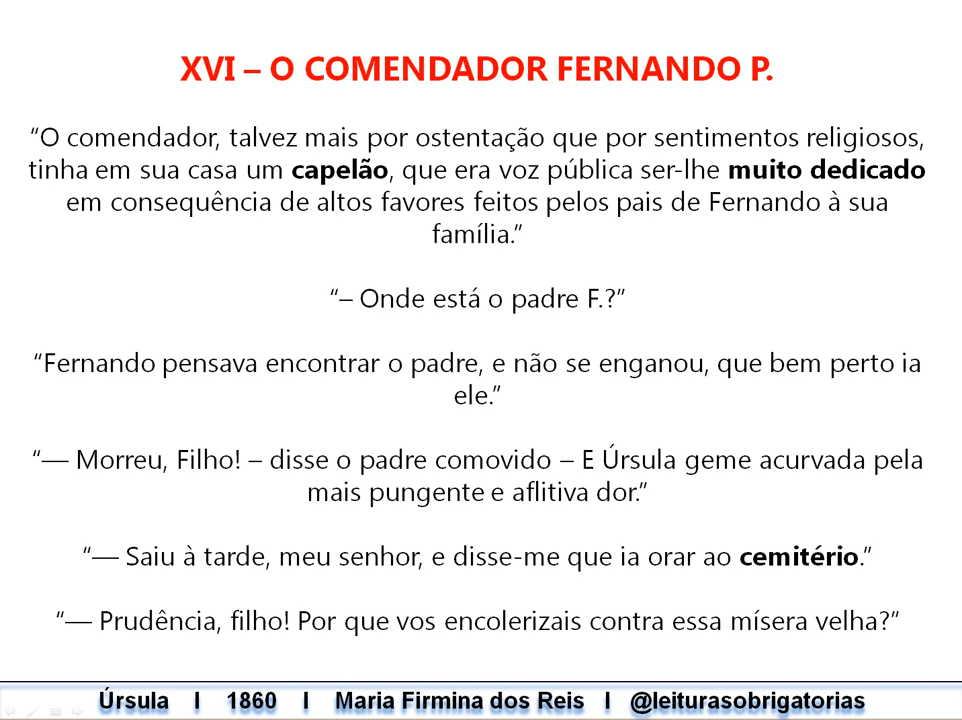 XVI – O COMENDADOR FERNANDO P.
“O comendador, talvez mais por ostentação que por sentimentos religiosos,
tinha em sua casa um capelão, que era voz pública ser-lhe muito dedicado
em consequência de altos favores feitos pelos pais de Fernando à sua
família.”
“– Onde está o padre F.?”
“Fernando pensava encontrar o padre, e não se enganou, que bem perto ia
ele.”
“— Morreu, Filho! – disse o padre comovido – E Úrsula geme acurvada pela
mais pungente e aflitiva dor.”
“— Saiu à tarde, meu senhor, e disse-me que ia orar ao cemitério.”
“— Prudência, filho! Por que vos encolerizais contra essa mísera velha?”
Úrsula I 1860 I Maria Firmina dos Reis I @leiturasobrigatorias